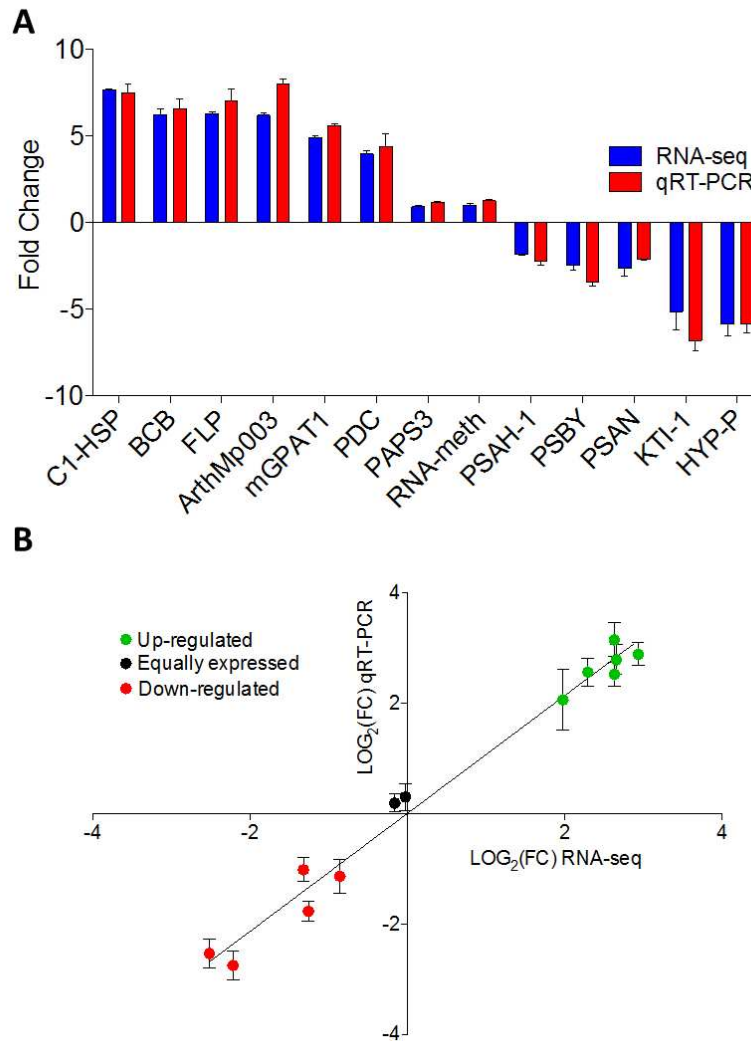 A
10
5
0
-5
-10
Fold Change
RNA-seq
qRT-PCR
C1-HSP
BCB
FLP
ArthMp003
mGPAT1
PDC
PAPS3
RNA-meth
PSAH-1
PSBY
PSAN
KTI-1
HYP-P
B
Up-regulated
Equally expressed
Down-regulated
LOG₂(FC) qRT-PCR
4
2
-4
-2
2
4
LOG₂(FC) RNA-seq
-2
-4